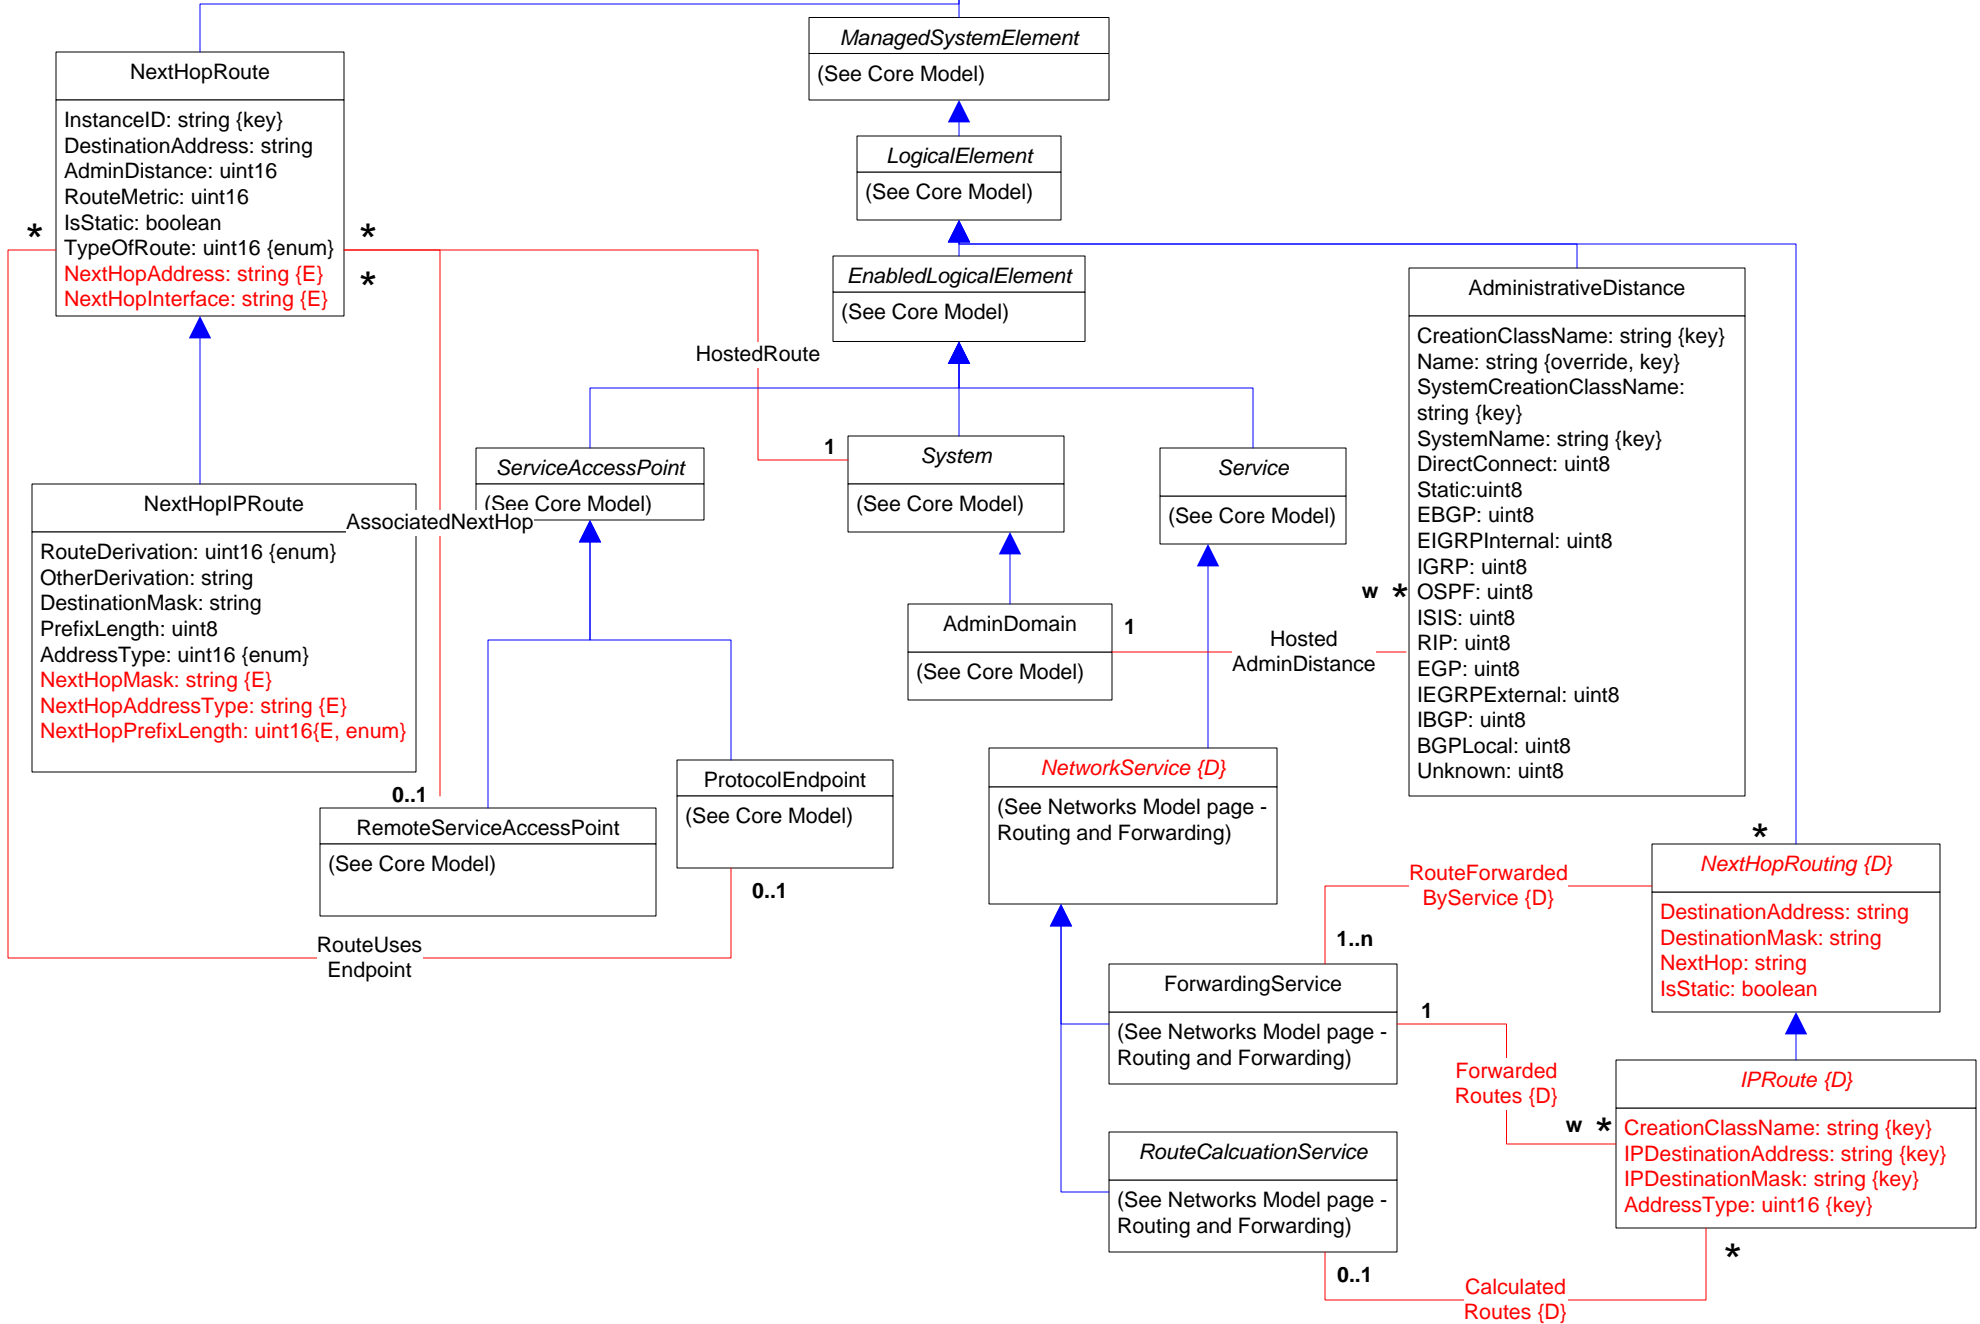 ManagedSystemElement
(See Core Model)
NextHopRoute
InstanceID: string {key}
DestinationAddress: string
AdminDistance: uint16
RouteMetric: uint16
IsStatic: boolean
TypeOfRoute: uint16 {enum}
NextHopAddress: string {E}
NextHopInterface: string {E}
*
*
*
LogicalElement
(See Core Model)
EnabledLogicalElement
(See Core Model)
HostedRoute
1
AdministrativeDistance
CreationClassName: string {key}
Name: string {override, key}
SystemCreationClassName:
string {key}
SystemName: string {key}
DirectConnect: uint8
Static:uint8
EBGP: uint8
EIGRPInternal: uint8
IGRP: uint8
OSPF: uint8
ISIS: uint8
RIP: uint8
EGP: uint8
IEGRPExternal: uint8
IBGP: uint8
BGPLocal: uint8
Unknown: uint8
ServiceAccessPoint
(See Core Model)
System
(See Core Model)
Service
(See Core Model)
NextHopIPRoute
RouteDerivation: uint16 {enum}
OtherDerivation: string
DestinationMask: string
PrefixLength: uint8
AddressType: uint16 {enum}
NextHopMask: string {E}
NextHopAddressType: string {E}
NextHopPrefixLength: uint16{E, enum}
AssociatedNextHop
0..1
AdminDomain
(See Core Model)
1
Hosted
AdminDistance
w *
RemoteServiceAccessPoint
(See Core Model)
ProtocolEndpoint
(See Core Model)
0..1
RouteUses
Endpoint
NetworkService {D}
(See Networks Model page -
Routing and Forwarding)
*
NextHopRouting {D}
DestinationAddress: string
DestinationMask: string
NextHop: string
IsStatic: boolean
RouteForwarded
ByService {D}
1..n
ForwardingService
(See Networks Model page -
Routing and Forwarding)
1
Forwarded
Routes {D}
w *
IPRoute {D}
CreationClassName: string {key}
IPDestinationAddress: string {key}
IPDestinationMask: string {key}
AddressType: uint16 {key}
RouteCalcuationService
(See Networks Model page -
Routing and Forwarding)
0..1
*
Calculated
Routes {D}